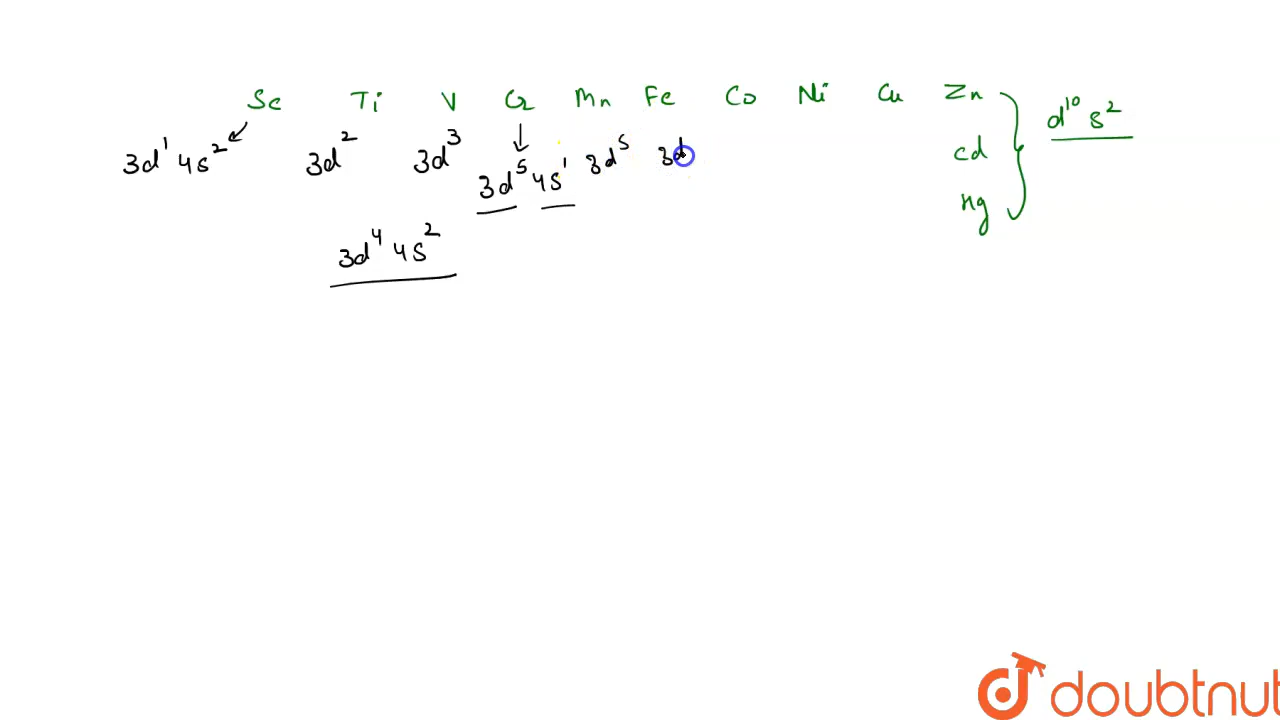 Sc Ti V Cr Mn Fe Co Ni Cu Zn d¹⁰ s²
3d¹ 4s² 3d² 3d³ 3d⁵ 4s¹ 3d⁵ 3d cd
Hg
3d⁴ 4s²
doubtnut